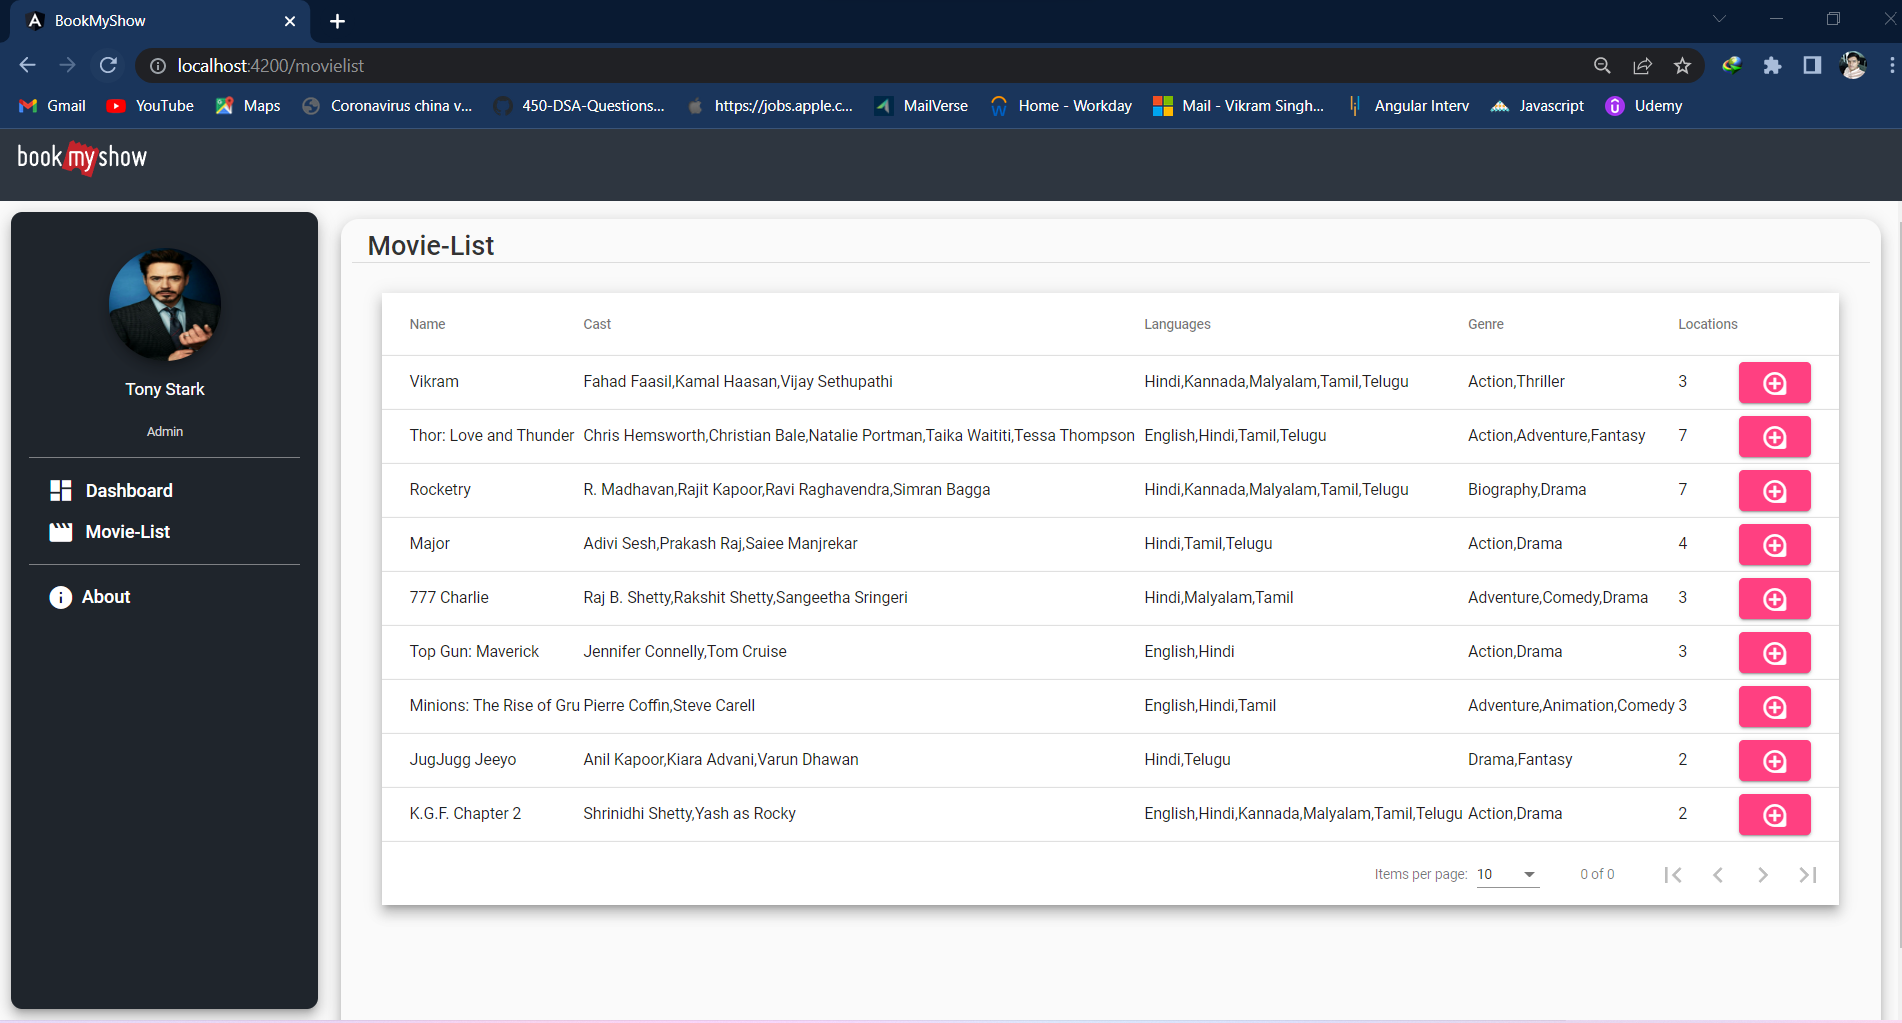 BookMyShow
localhost:4200/movielist
Gmail YouTube Maps Coronavirus china v... 450-DSA-Questions... https://jobs.apple.c... MailVerse Home - Workday Mail - Vikram Singh... Angular Interv Javascript Udemy
book my show
Tony Stark
Admin
Dashboard
Movie-List
About
Movie-List
Name Cast Languages Genre Locations
Vikram Fahad Faasil,Kamal Haasan,Vijay Sethupathi Hindi,Kannada,Malyalam,Tamil,Telugu Action,Thriller 3
Thor: Love and Thunder Chris Hemsworth,Christian Bale,Natalie Portman,Taika Waititi,Tessa Thompson English,Hindi,Tamil,Telugu Action,Adventure,Fantasy 7
Rocketry R. Madhavan,Rajit Kapoor,Ravi Raghavendra,Simran Bagga Hindi,Kannada,Malyalam,Tamil,Telugu Biography,Drama 7
Major Adivi Sesh,Prakash Raj,Saiee Manjrekar Hindi,Tamil,Telugu Action,Drama 4
777 Charlie Raj B. Shetty,Rakshit Shetty,Sangeetha Sringeri Hindi,Malyalam,Tamil Adventure,Comedy,Drama 3
Top Gun: Maverick Jennifer Connelly,Tom Cruise English,Hindi Action,Drama 3
Minions: The Rise of Gru Pierre Coffin,Steve Carell English,Hindi,Tamil Adventure,Animation,Comedy 3
JugJugg Jeeyo Anil Kapoor,Kiara Advani,Varun Dhawan Hindi,Telugu Drama,Fantasy 2
K.G.F. Chapter 2 Shrinidhi Shetty,Yash as Rocky English,Hindi,Kannada,Malyalam,Tamil,Telugu Action,Drama 2
Items per page: 10 0 of 0